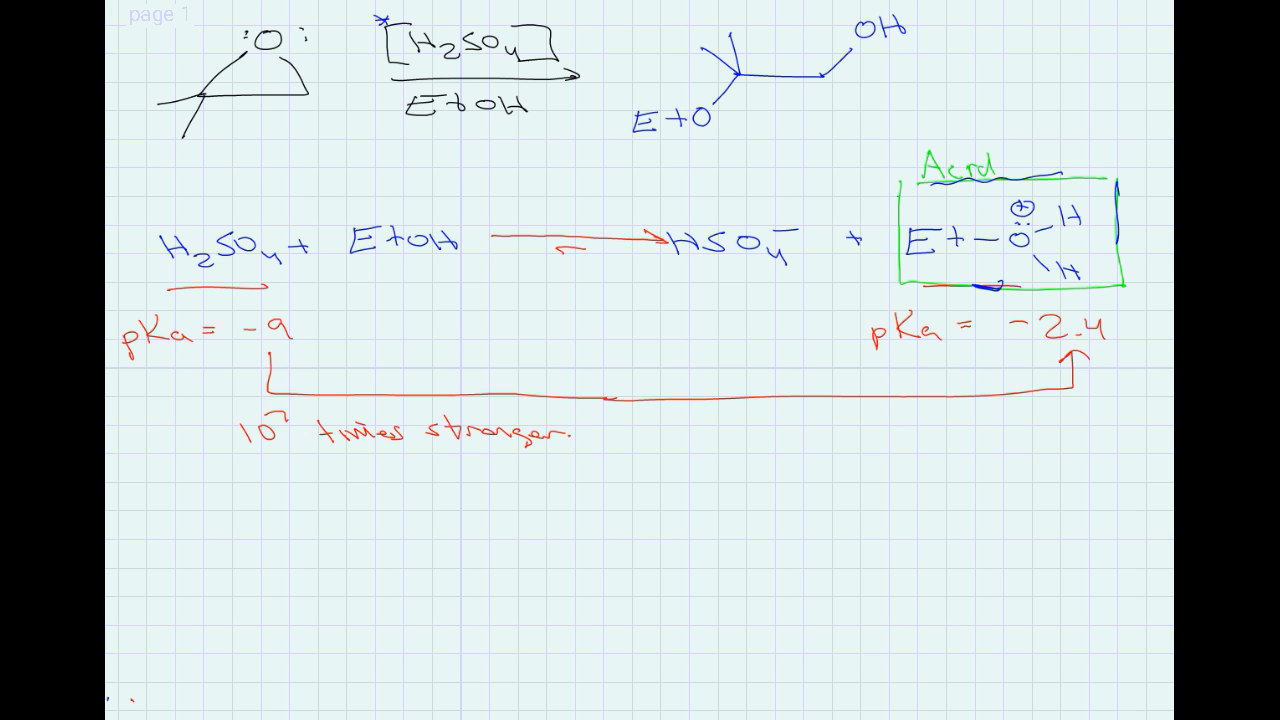 page 1
:O:
* [H₂SO₄]
EtOH
OH
EtO
Acid
H₂SO₄ + EtOH ⇌ HSO₄⁻ + Et-O-H
⊕
H
pKa = -9
pKa = -2.4
10⁷ times stronger.